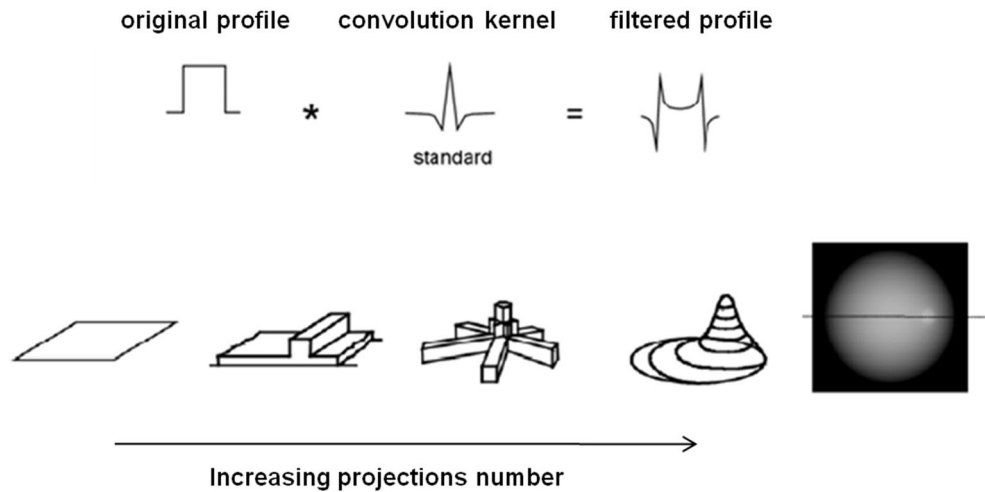 original profile convolution kernel filtered profile
* =
standard
Increasing projections number